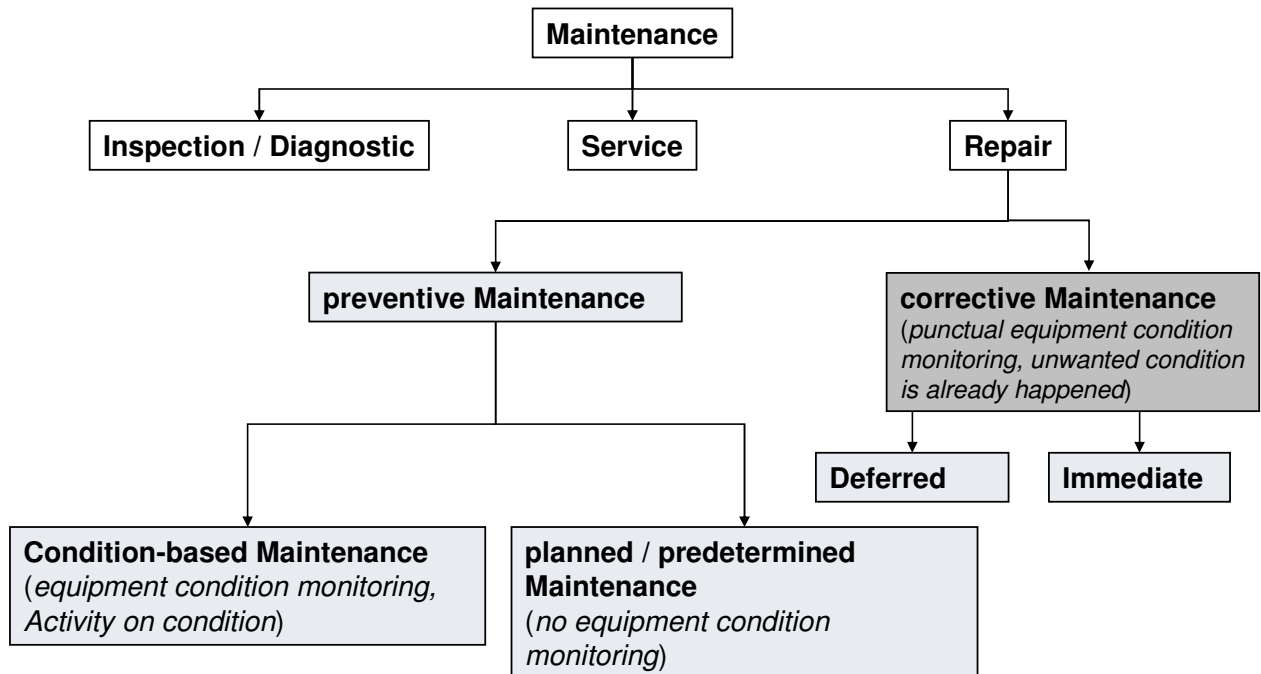 Maintenance
Inspection / Diagnostic
Service
Repair
preventive Maintenance
corrective Maintenance
(punctual equipment condition
monitoring, unwanted condition
is already happened)
Deferred
Immediate
Condition-based Maintenance
(equipment condition monitoring,
Activity on condition)
planned / predetermined
Maintenance
(no equipment condition
monitoring)